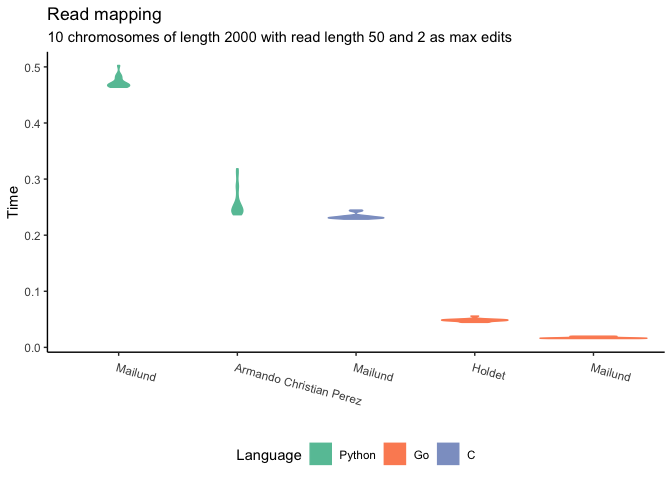 Read mapping
10 chromosomes of length 2000 with read length 50 and 2 as max edits
0.5
0.4
0.3
0.2
0.1
0.0
Time
Mailund
Armando Christian Perez
Mailund
Holdet
Mailund
Language
Python
Go
C